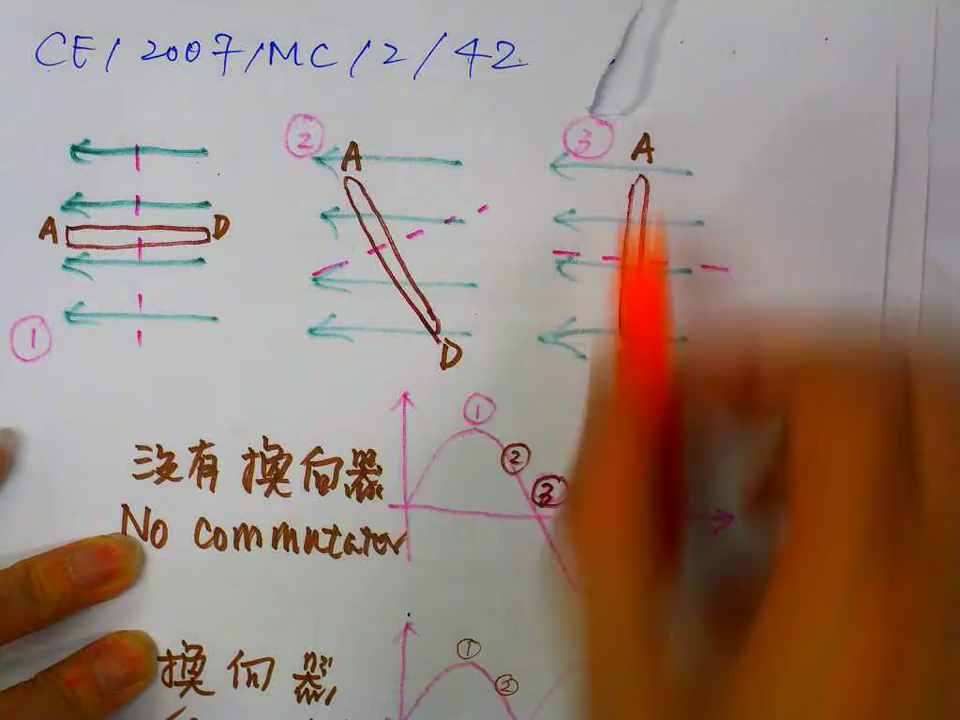 CE/2007/MC/2/42
② ③
A A
A D
① D
①
没有換向器 ②
③
No commutator
①
換向器 ②